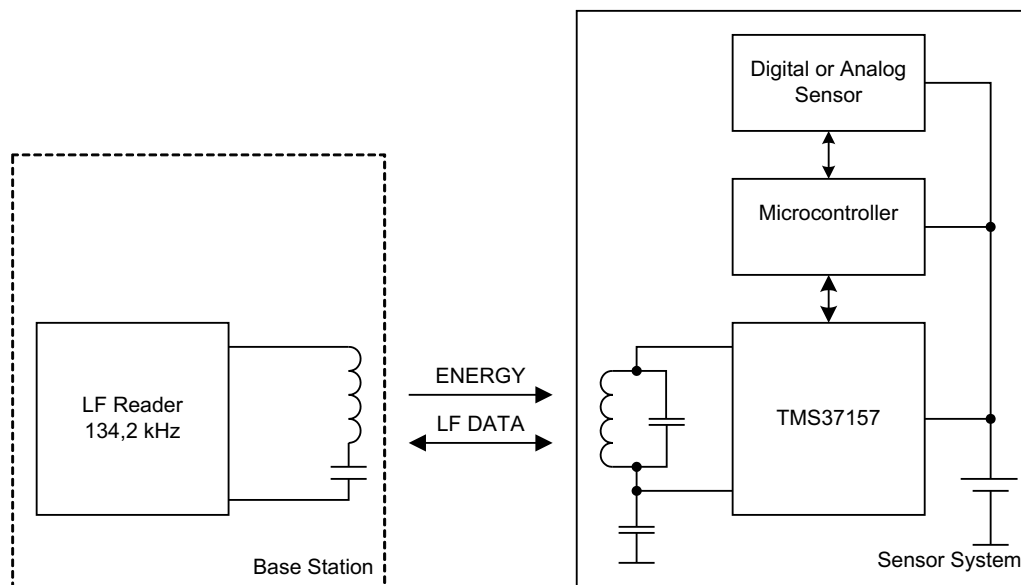 LF Reader
134,2 kHz
Base Station
ENERGY
LF DATA
Digital or Analog
Sensor
Microcontroller
TMS37157
Sensor System